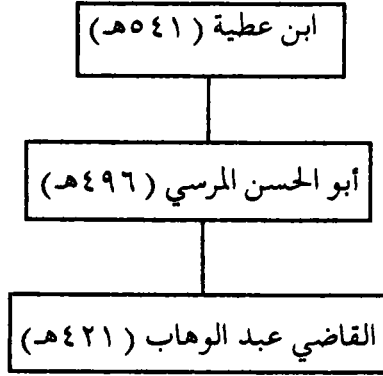 ابن عطية (٥٤١هـ)
أبو الحسن المرسي (٤٩٦هـ)
القاضي عبد الوهاب (٤٢١هـ)